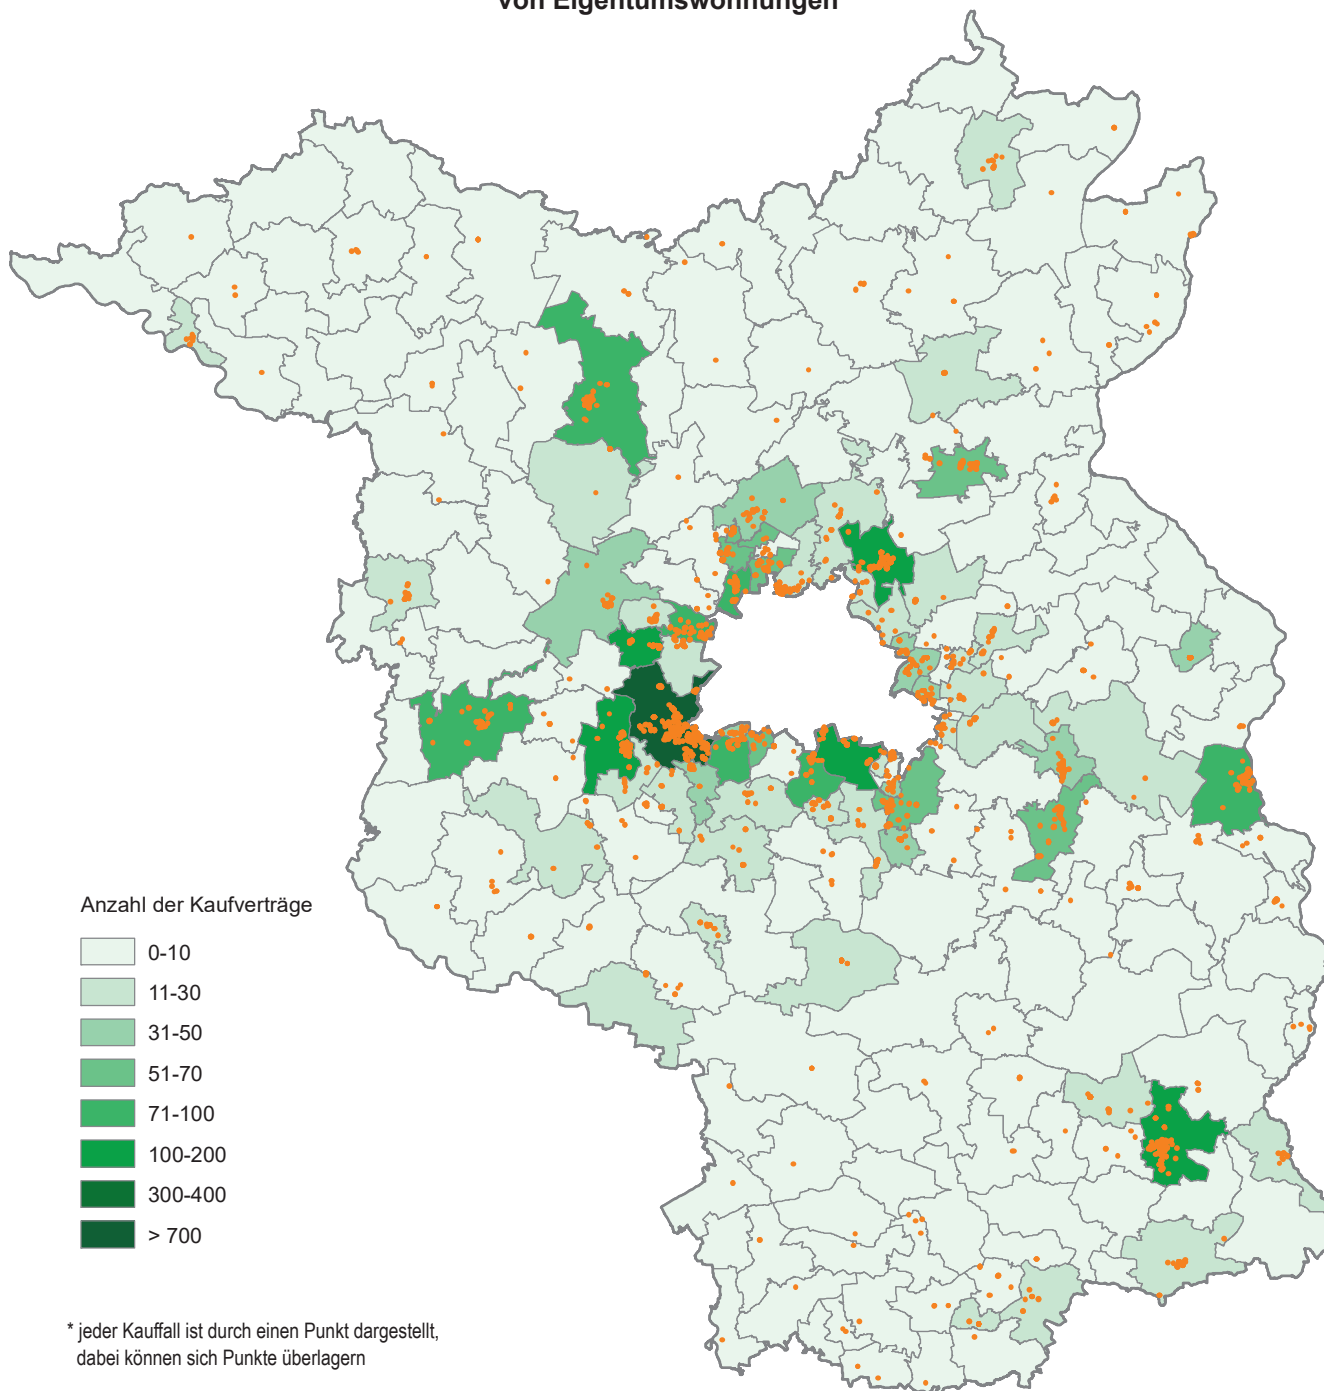 von Eigentumswohnungen
Anzahl der Kaufverträge
0-10
11-30
31-50
51-70
71-100
100-200
300-400
> 700
* jeder Kauffall ist durch einen Punkt dargestellt,
dabei können sich Punkte überlagern